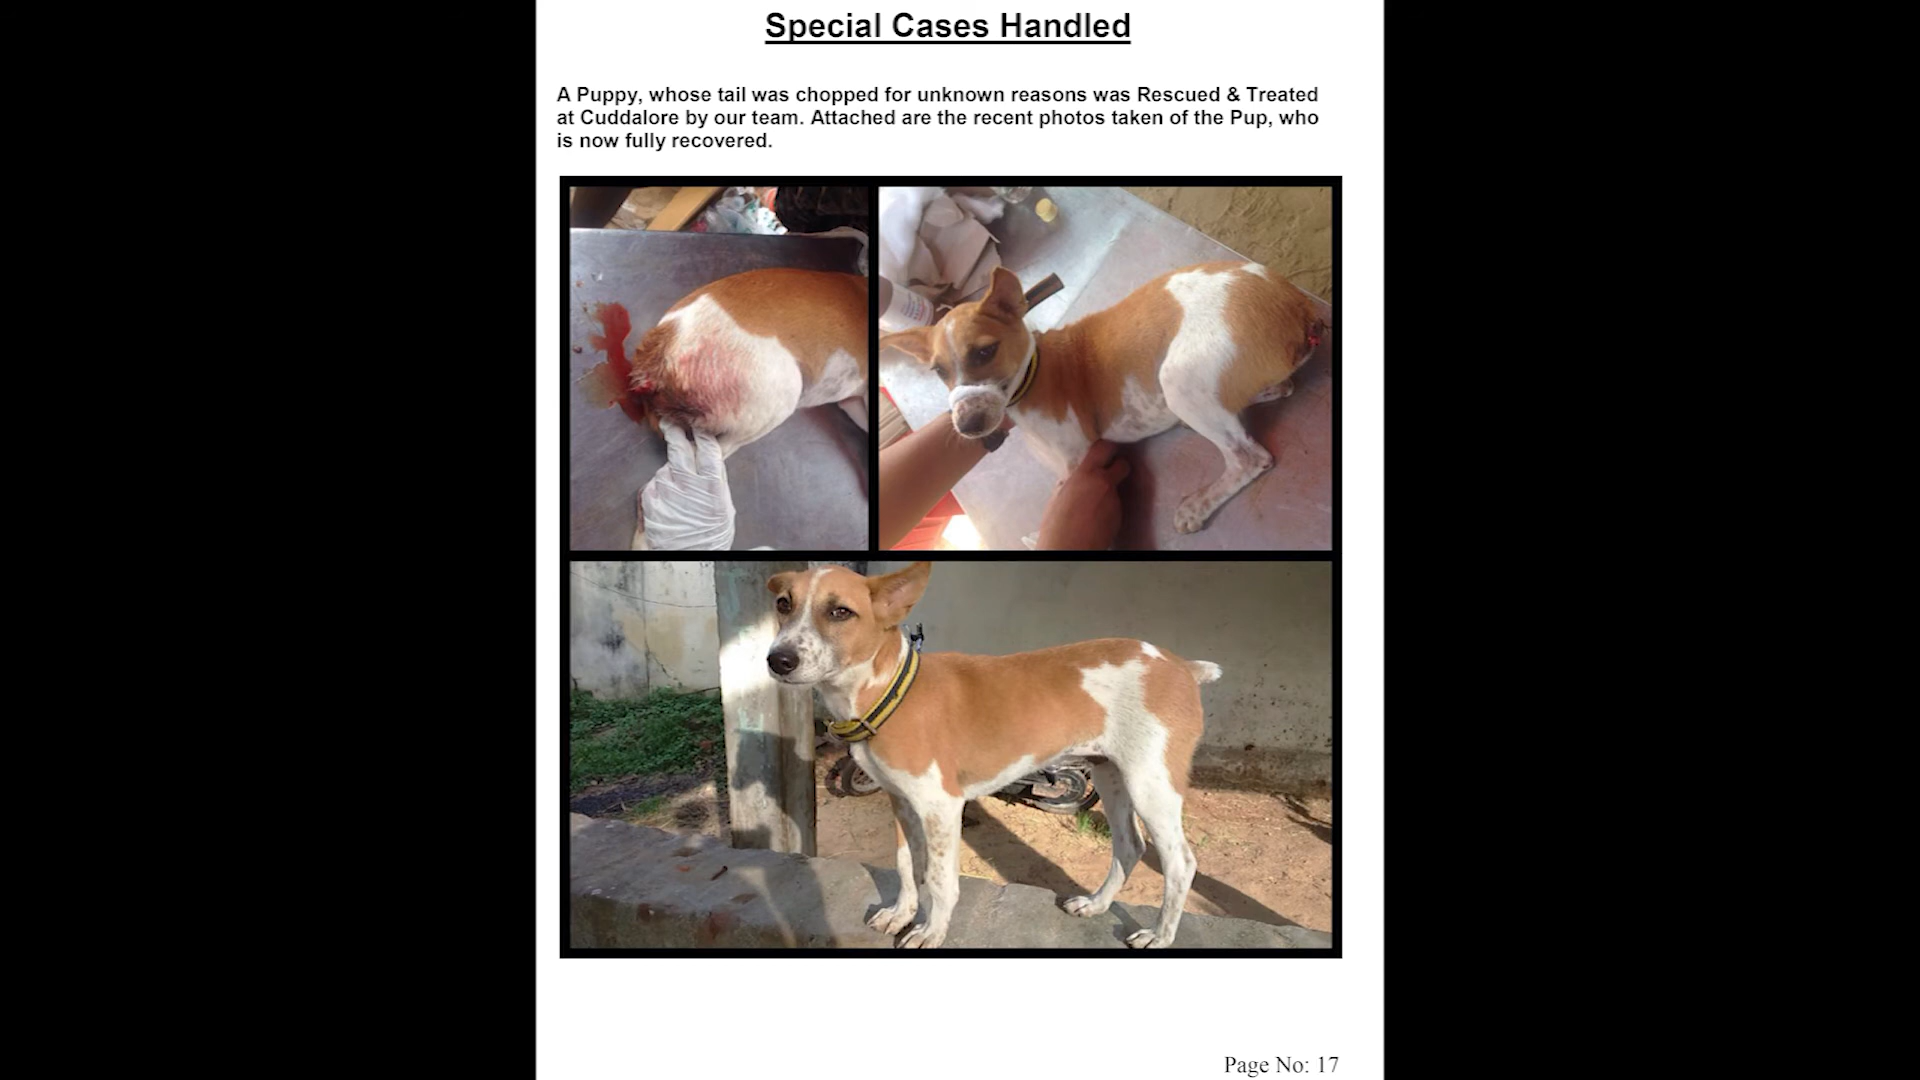 Special Cases Handled
A Puppy, whose tail was chopped for unknown reasons was Rescued & Treated
at Cuddalore by our team. Attached are the recent photos taken of the Pup, who
is now fully recovered.
Page No: 17